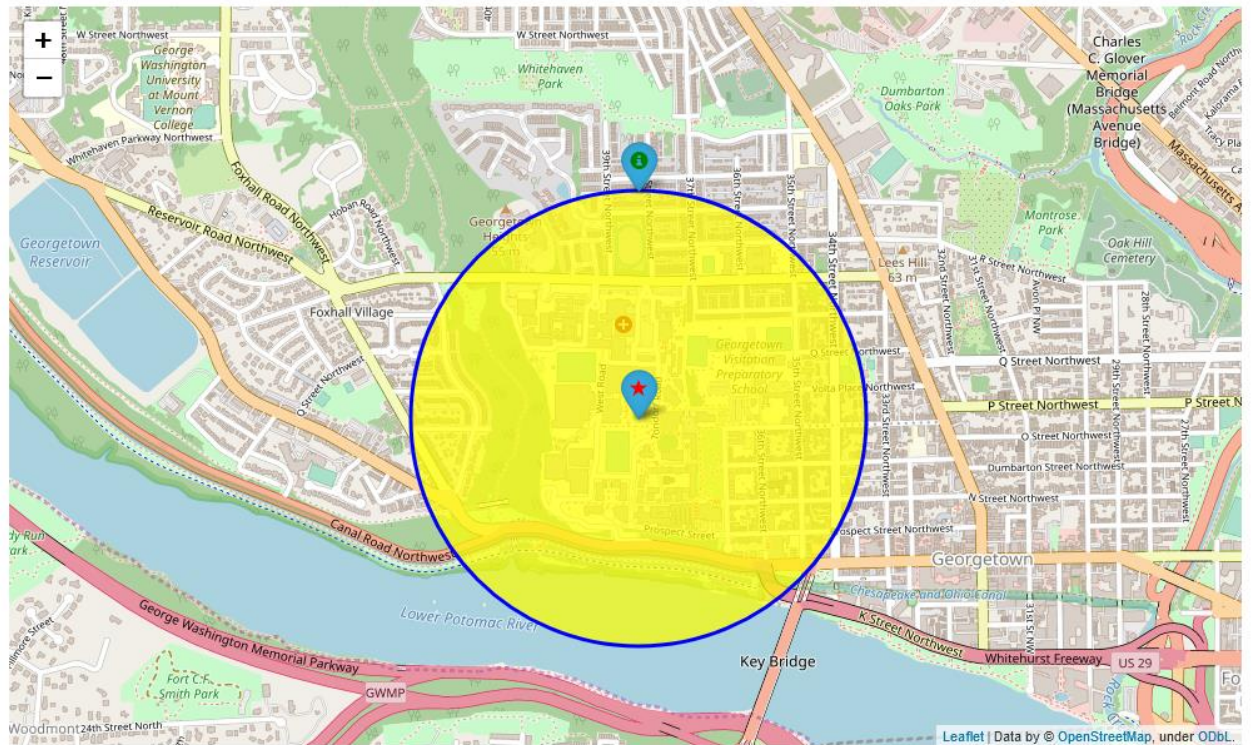 +
−
W Street Northwest
W Street Northwest
George
Washington
University
at Mount
Vernon
College
Whitehaven
Park
Dumbarton
Oaks Park
Charles
C. Glover
Memorial
Bridge
(Massachusetts
Avenue
Bridge)
Massachusetts A
Whitehaven Parkway Northwest
Foxhall Road Northwest
Reservoir Road Northwest
Hoban Road Northwest
39th Street Northwest
37th Street Northwest
36th Street Northwest
35th Street Northwest
34th Street Northwest
Georgetown
Reservoir
Lees Hill
63 m
Montrose
Park
Oak Hill
Cemetery
R Street Northwest
32nd Street Northwest
31st Street Northwest
Avon Pl NW
28th Street Northwest
Foxhall Village
Georgetown
Visitation
Preparatory
School
Q Street Northwest
Q Street Northwest
Q Street Northwest
29th Street Northwest
West Road
Volta Place Northwest
35th Street Northwest
33rd Street Northwest
P Street Northwest
P Street N
27th Street Northwest
O Street Northwest
36th Street Northwest
Dumbarton Street Northwest
N Street Northwest
Prospect Street
Prospect Street Northwest
Canal Road Northwest
Georgetown
Chesapeake and Ohio Canal
Lower Potomac River
George Washington Memorial Parkway
K Street Northwest
31st St NW
Key Bridge
Whitehurst Freeway
US 29
Fort C.F.
Smith Park
GWMP
24th Street North
Leaflet | Data by © OpenStreetMap, under ODbL.